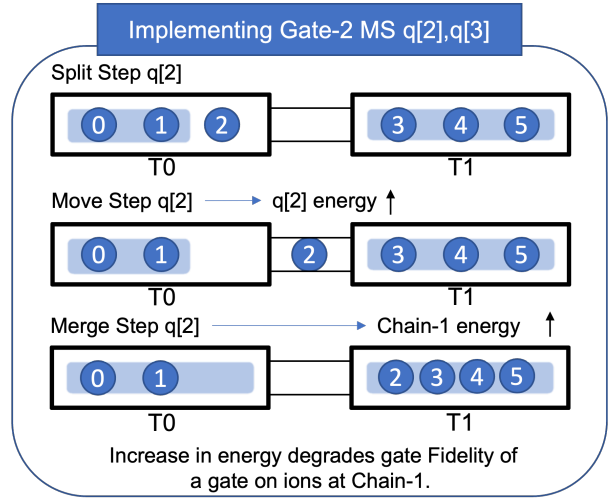 Implementing Gate-2 MS q[2],q[3]
Split Step q[2]
0 1 2 3 4 5
T0 T1
Move Step q[2] q[2] energy
0 1 2 3 4 5
T0 T1
Merge Step q[2] Chain-1 energy
0 1 2 3 4 5
T0 T1
Increase in energy degrades gate Fidelity of
a gate on ions at Chain-1.